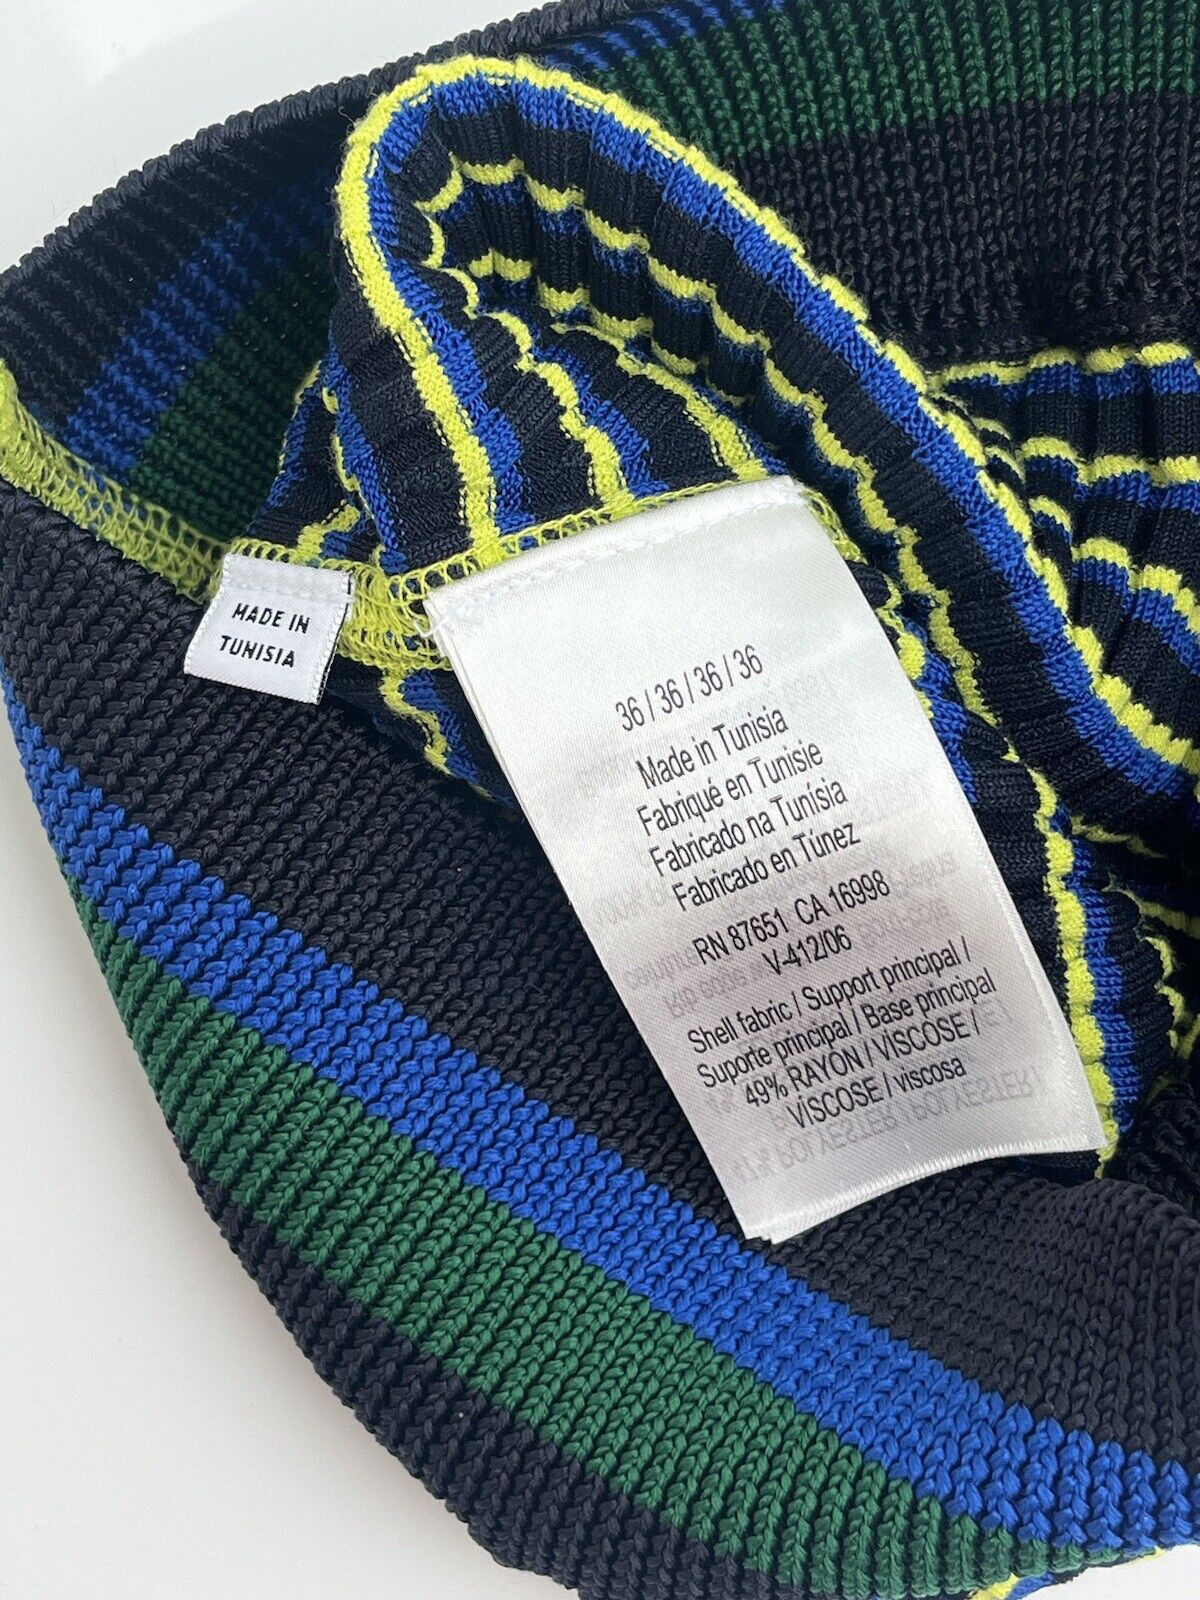 MADE IN
TUNISIA
36 / 36 / 36 / 36
Made in Tunisia
Fabriqué en Tunisie
Fabricado na Tunísia
Fabricado en Túnez
RN 87651 CA 16998
V-412/06
Shell fabric / Support principal /
Suporte principal / Base principal
49% RAYON / VISCOSE /
VISCOSE / viscosa